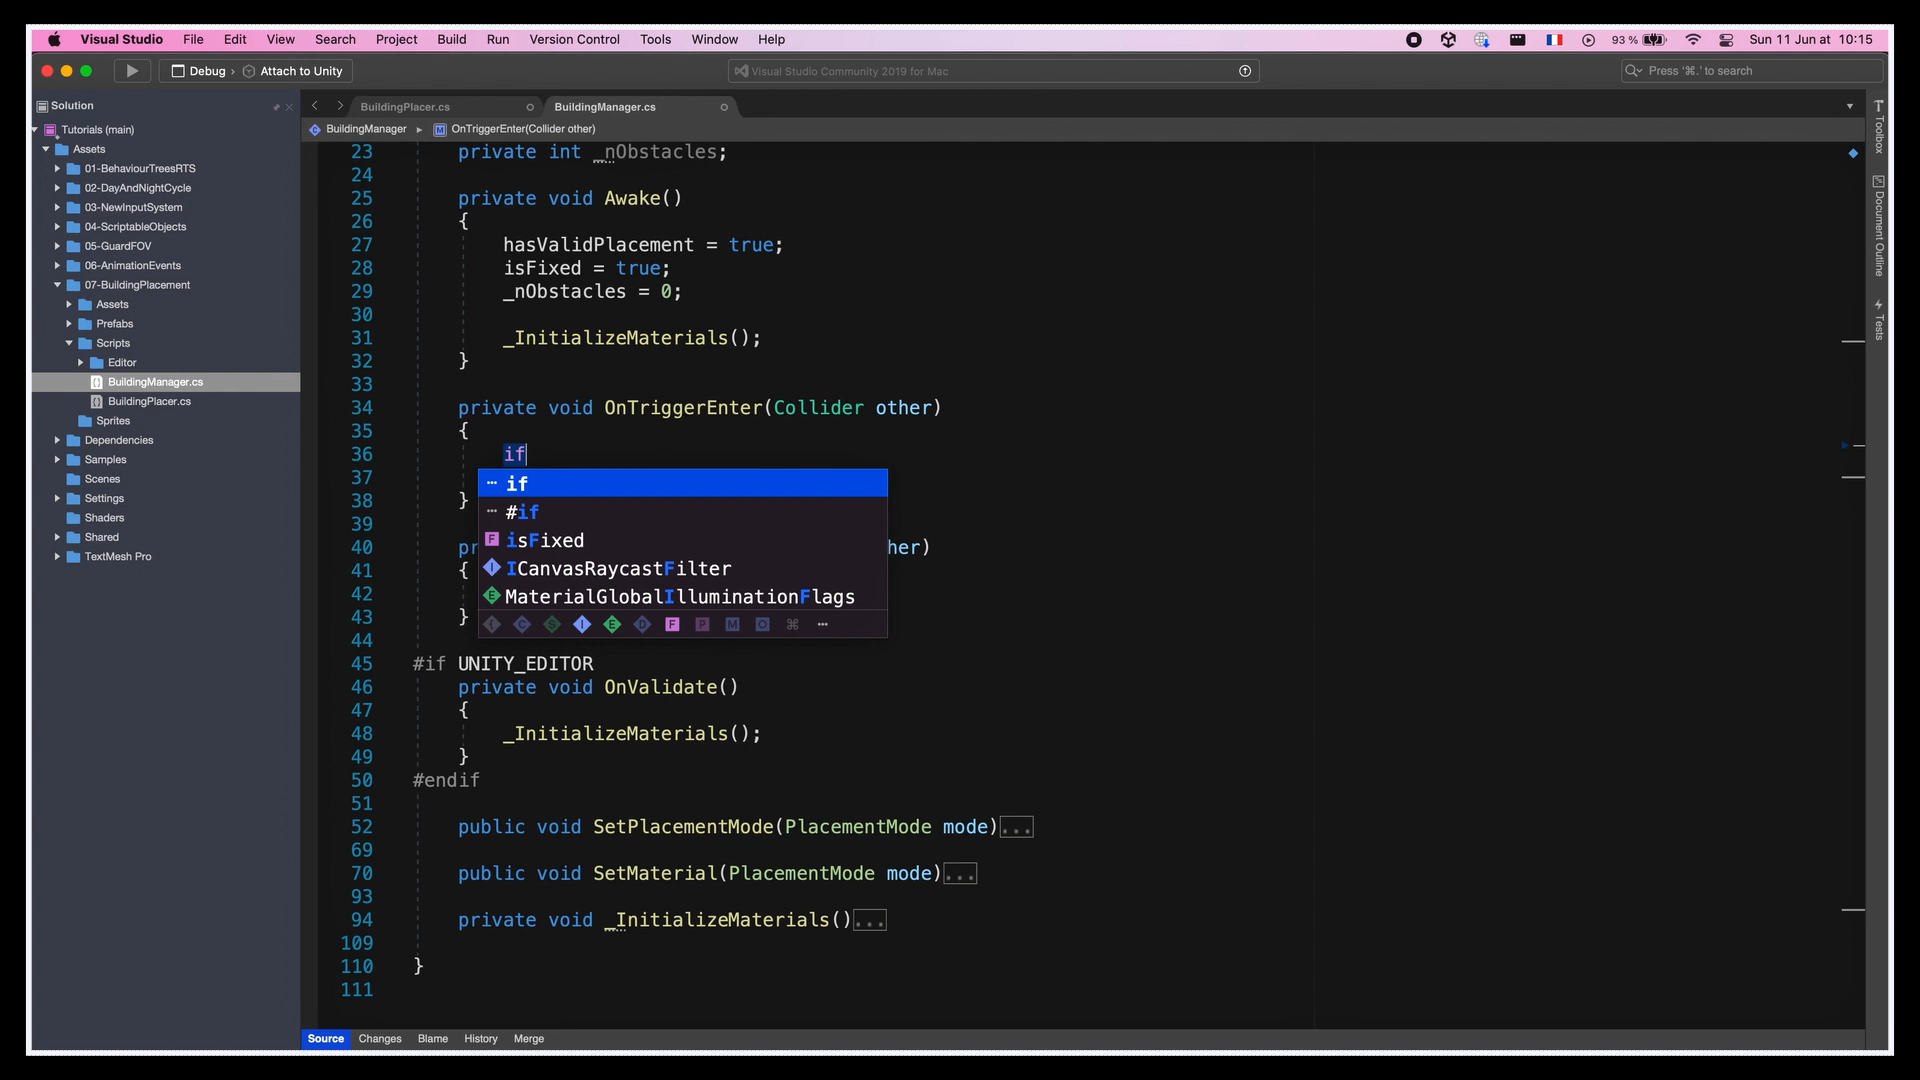 Visual Studio File Edit View Search Project Build Run Version Control Tools Window Help 93 % Sun 11 Jun at 10:15
Debug › Attach to Unity Visual Studio Community 2019 for Mac Press '⌘.' to search
Solution
Tutorials (main)
Assets
01-BehaviourTreesRTS
02-DayAndNightCycle
03-NewInputSystem
04-ScriptableObjects
05-GuardFOV
06-AnimationEvents
07-BuildingPlacement
Assets
Prefabs
Scripts
Editor
BuildingManager.cs
BuildingPlacer.cs
Sprites
Dependencies
Samples
Scenes
Settings
Shaders
Shared
TextMesh Pro
BuildingPlacer.cs BuildingManager.cs
BuildingManager OnTriggerEnter(Collider other)
23 private int _nObstacles;
24
25 private void Awake()
26 {
27 hasValidPlacement = true;
28 isFixed = true;
29 _nObstacles = 0;
30
31 _InitializeMaterials();
32 }
33
34 private void OnTriggerEnter(Collider other)
35 {
36 if
37
38 }
39
40 pr her)
41 {
42
43 }
44
if
#if
isFixed
ICanvasRaycastFilter
MaterialGlobalIlluminationFlags
45 #if UNITY_EDITOR
46 private void OnValidate()
47 {
48 _InitializeMaterials();
49 }
50 #endif
51
52 public void SetPlacementMode(PlacementMode mode)...
69
70 public void SetMaterial(PlacementMode mode)...
93
94 private void _InitializeMaterials()...
109
110 }
111
Source Changes Blame History Merge
Toolbox
Document Outline
Tests